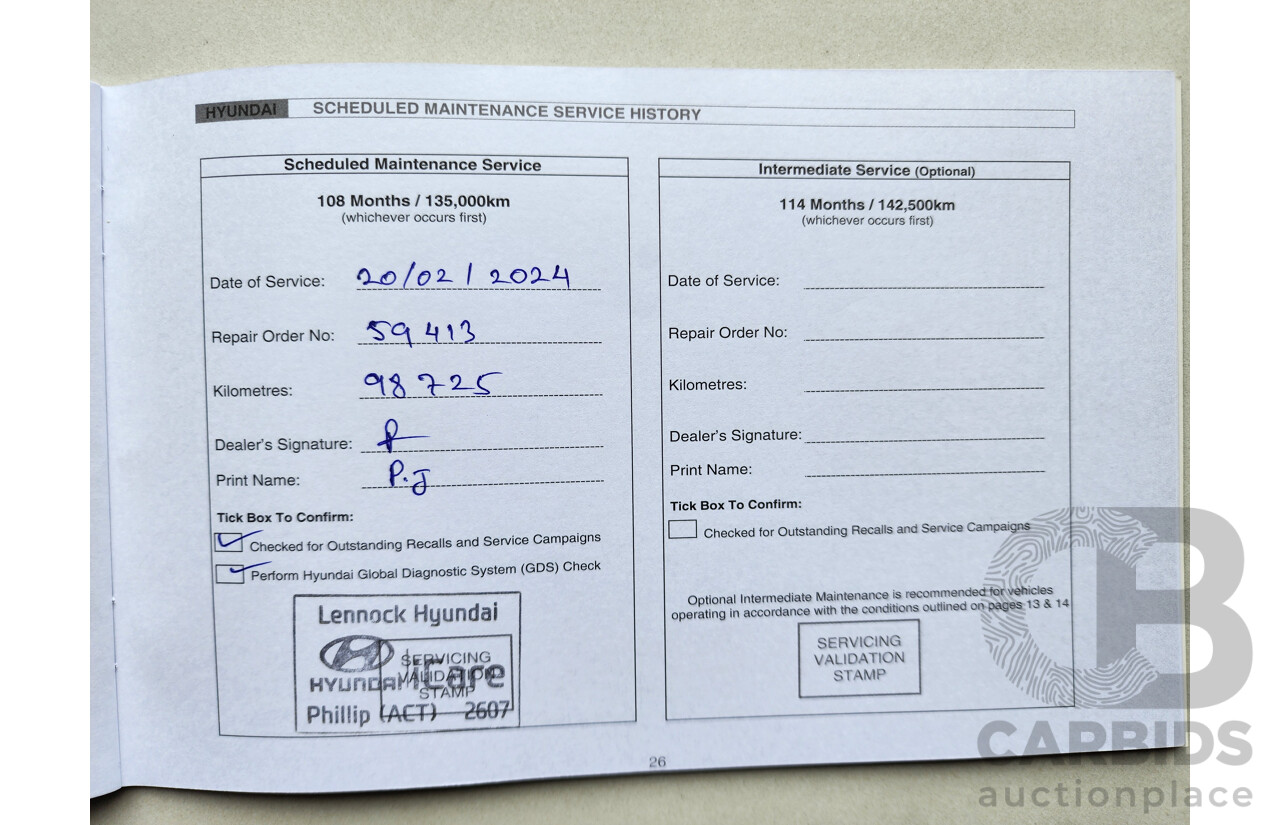 HYUNDAI SCHEDULED MAINTENANCE SERVICE HISTORY
Scheduled Maintenance Service
108 Months / 135,000km
(whichever occurs first)
Date of Service: 20/02/2024
Repair Order No: 59413
Kilometres: 98725
Dealer's Signature:
Print Name: P.J
Tick Box To Confirm:
Checked for Outstanding Recalls and Service Campaigns
Perform Hyundai Global Diagnostic System (GDS) Check
Lennock Hyundai
HYUNDAI iCare
SERVICING
VALIDATION
STAMP
Phillip (ACT) 2607
Intermediate Service (Optional)
114 Months / 142,500km
(whichever occurs first)
Date of Service:
Repair Order No:
Kilometres:
Dealer's Signature:
Print Name:
Tick Box To Confirm:
Checked for Outstanding Recalls and Service Campaigns
Optional Intermediate Maintenance is recommended for vehicles
operating in accordance with the conditions outlined on pages 13 & 14
SERVICING
VALIDATION
STAMP
26
CB
CARBIDS
auctionplace